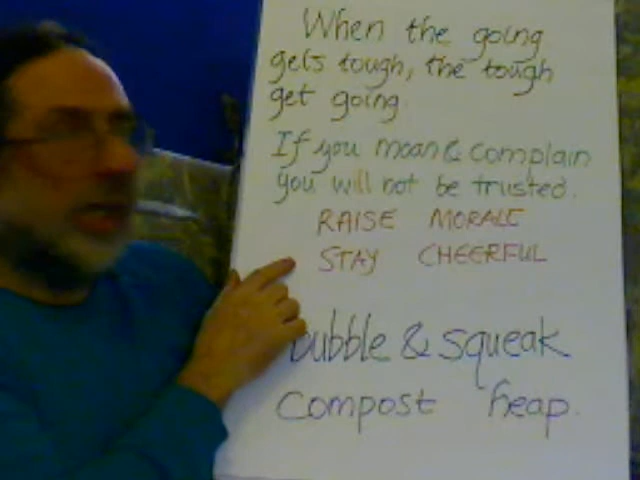 When the going
gets tough, the tough
get going.
If you moan & complain
you will not be trusted.
RAISE MORALE
STAY CHEERFUL
bubble & squeak
compost heap.